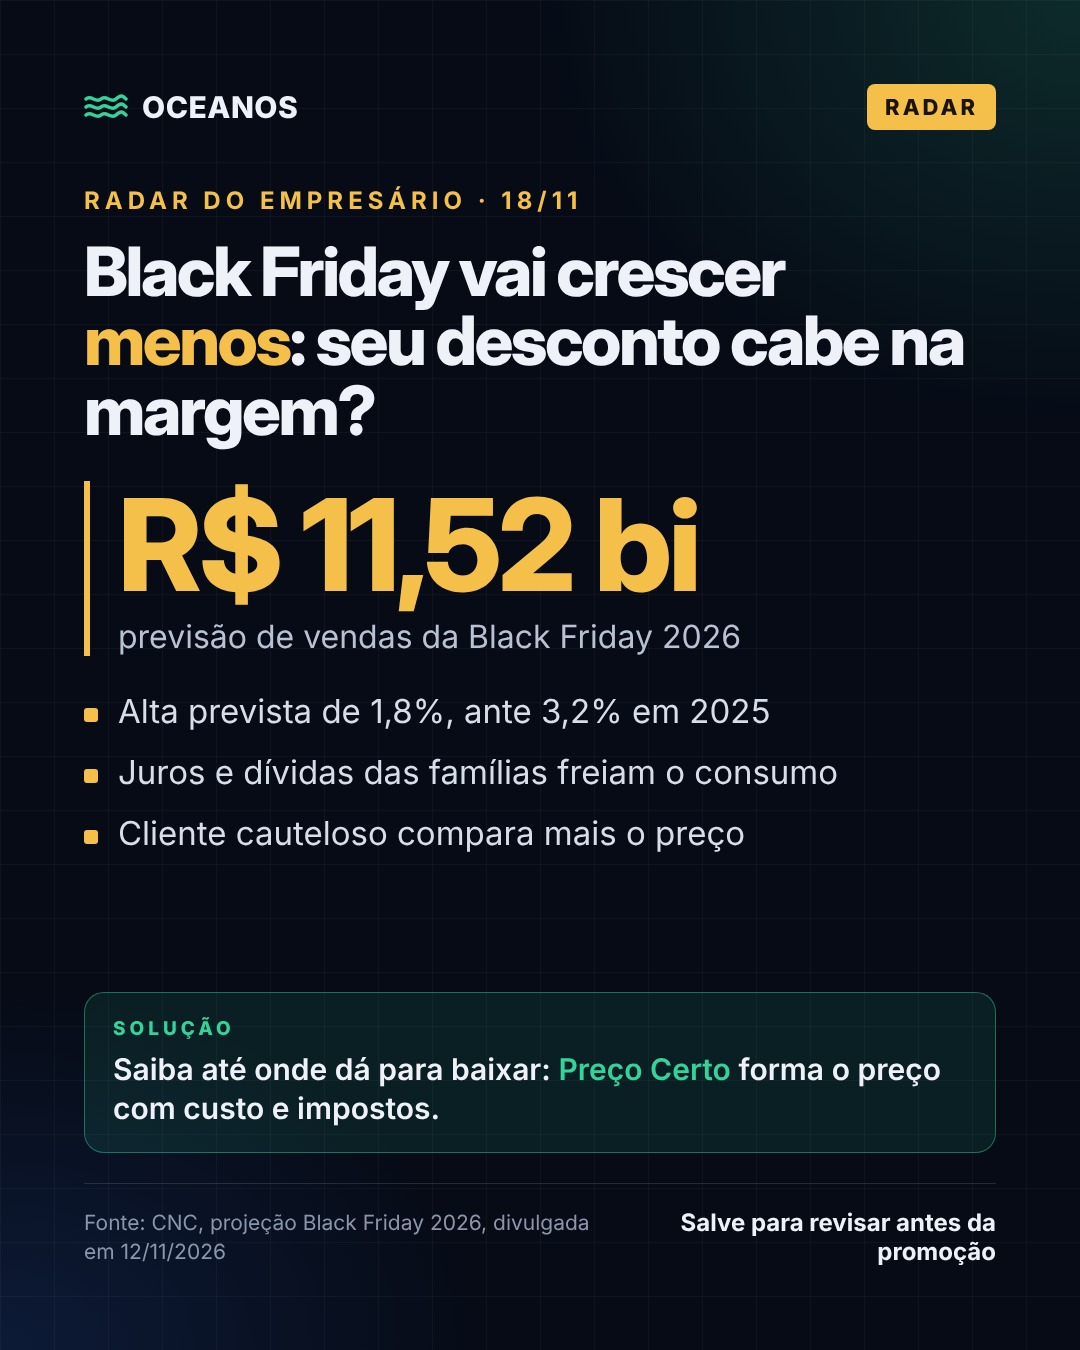 OCEANOS
RADAR
RADAR DO EMPRESÁRIO · 18/11
Black Friday vai crescer
menos: seu desconto cabe na
margem?
R$ 11,52 bi
previsão de vendas da Black Friday 2026
Alta prevista de 1,8%, ante 3,2% em 2025
Juros e dívidas das famílias freiam o consumo
Cliente cauteloso compara mais o preço
SOLUÇÃO
Saiba até onde dá para baixar: Preço Certo forma o preço
com custo e impostos.
Fonte: CNC, projeção Black Friday 2026, divulgada
em 12/11/2026
Salve para revisar antes da
promoção